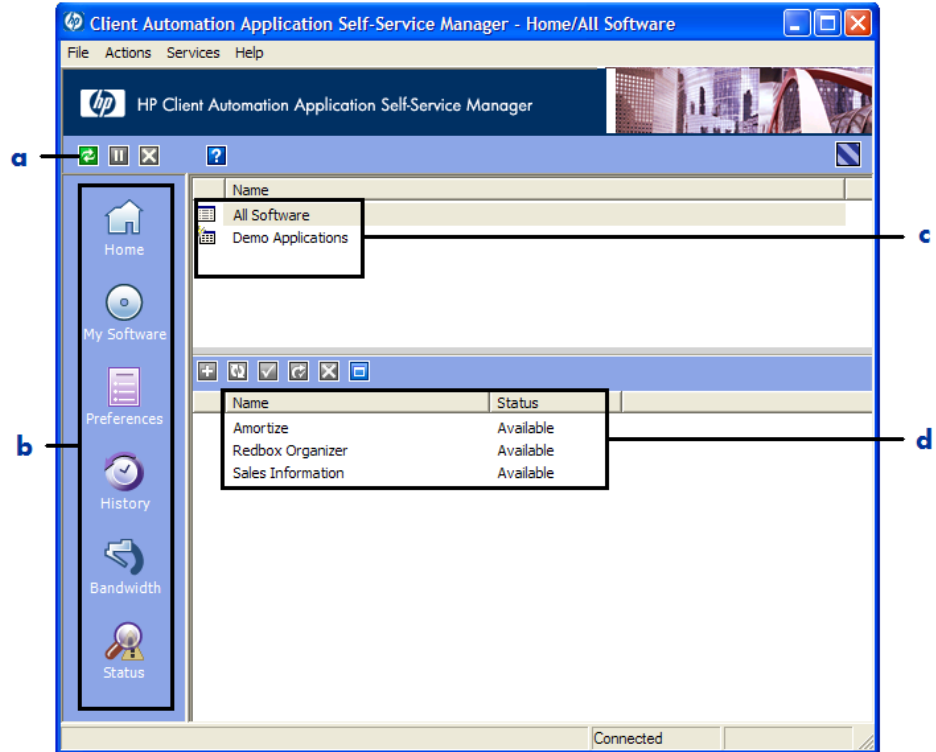 Client Automation Application Self-Service Manager - Home/All Software
File Actions Services Help
hp HP Client Automation Application Self-Service Manager
a
?
Name
All Software
Demo Applications
c
Home
My Software
Preferences
History
Bandwidth
Status
b
Name Status
Amortize Available
Redbox Organizer Available
Sales Information Available
d
Connected